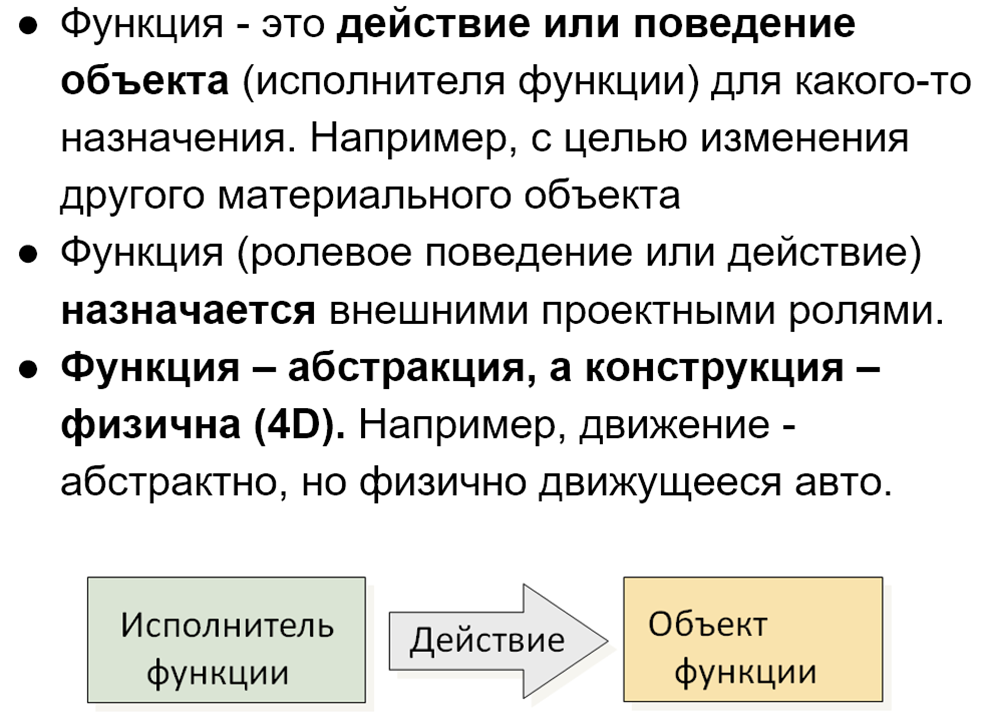 ● Функция - это действие или поведение
объекта (исполнителя функции) для какого-то
назначения. Например, с целью изменения
другого материального объекта
● Функция (ролевое поведение или действие)
назначается внешними проектными ролями.
● Функция – абстракция, а конструкция –
физична (4D). Например, движение -
абстрактно, но физично движущееся авто.
Исполнитель
функции
Действие
Объект
функции